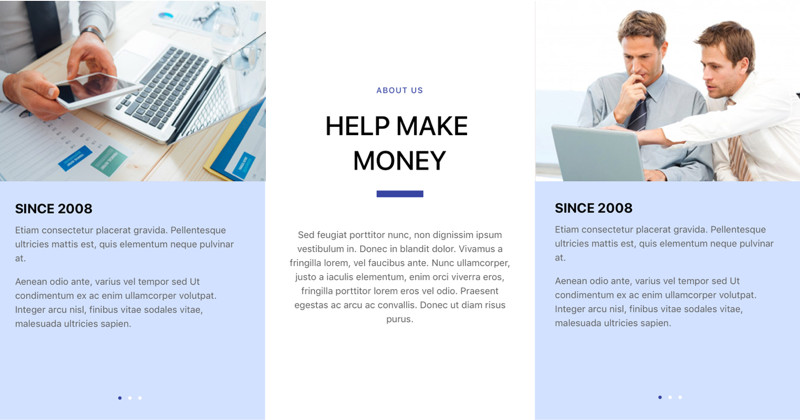 SINCE 2008
Etiam consectetur placerat gravida. Pellentesque
ultricies mattis est, quis elementum neque pulvinar
at.
Aenean odio ante, varius vel tempor sed Ut
condimentum ex ac enim ullamcorper volutpat.
Integer arcu nisl, finibus vitae sodales vitae,
malesuada ultricies sapien.
ABOUT US
HELP MAKE
MONEY
Sed feugiat porttitor nunc, non dignissim ipsum
vestibulum in. Donec in blandit dolor. Vivamus a
fringilla lorem, vel faucibus ante. Nunc ullamcorper,
justo a iaculis elementum, enim orci viverra eros,
fringilla porttitor lorem eros vel odio. Praesent
egestas ac arcu ac convallis. Donec ut diam risus
purus.
SINCE 2008
Etiam consectetur placerat gravida. Pellentesque
ultricies mattis est, quis elementum neque pulvinar
at.
Aenean odio ante, varius vel tempor sed Ut
condimentum ex ac enim ullamcorper volutpat.
Integer arcu nisl, finibus vitae sodales vitae,
malesuada ultricies sapien.